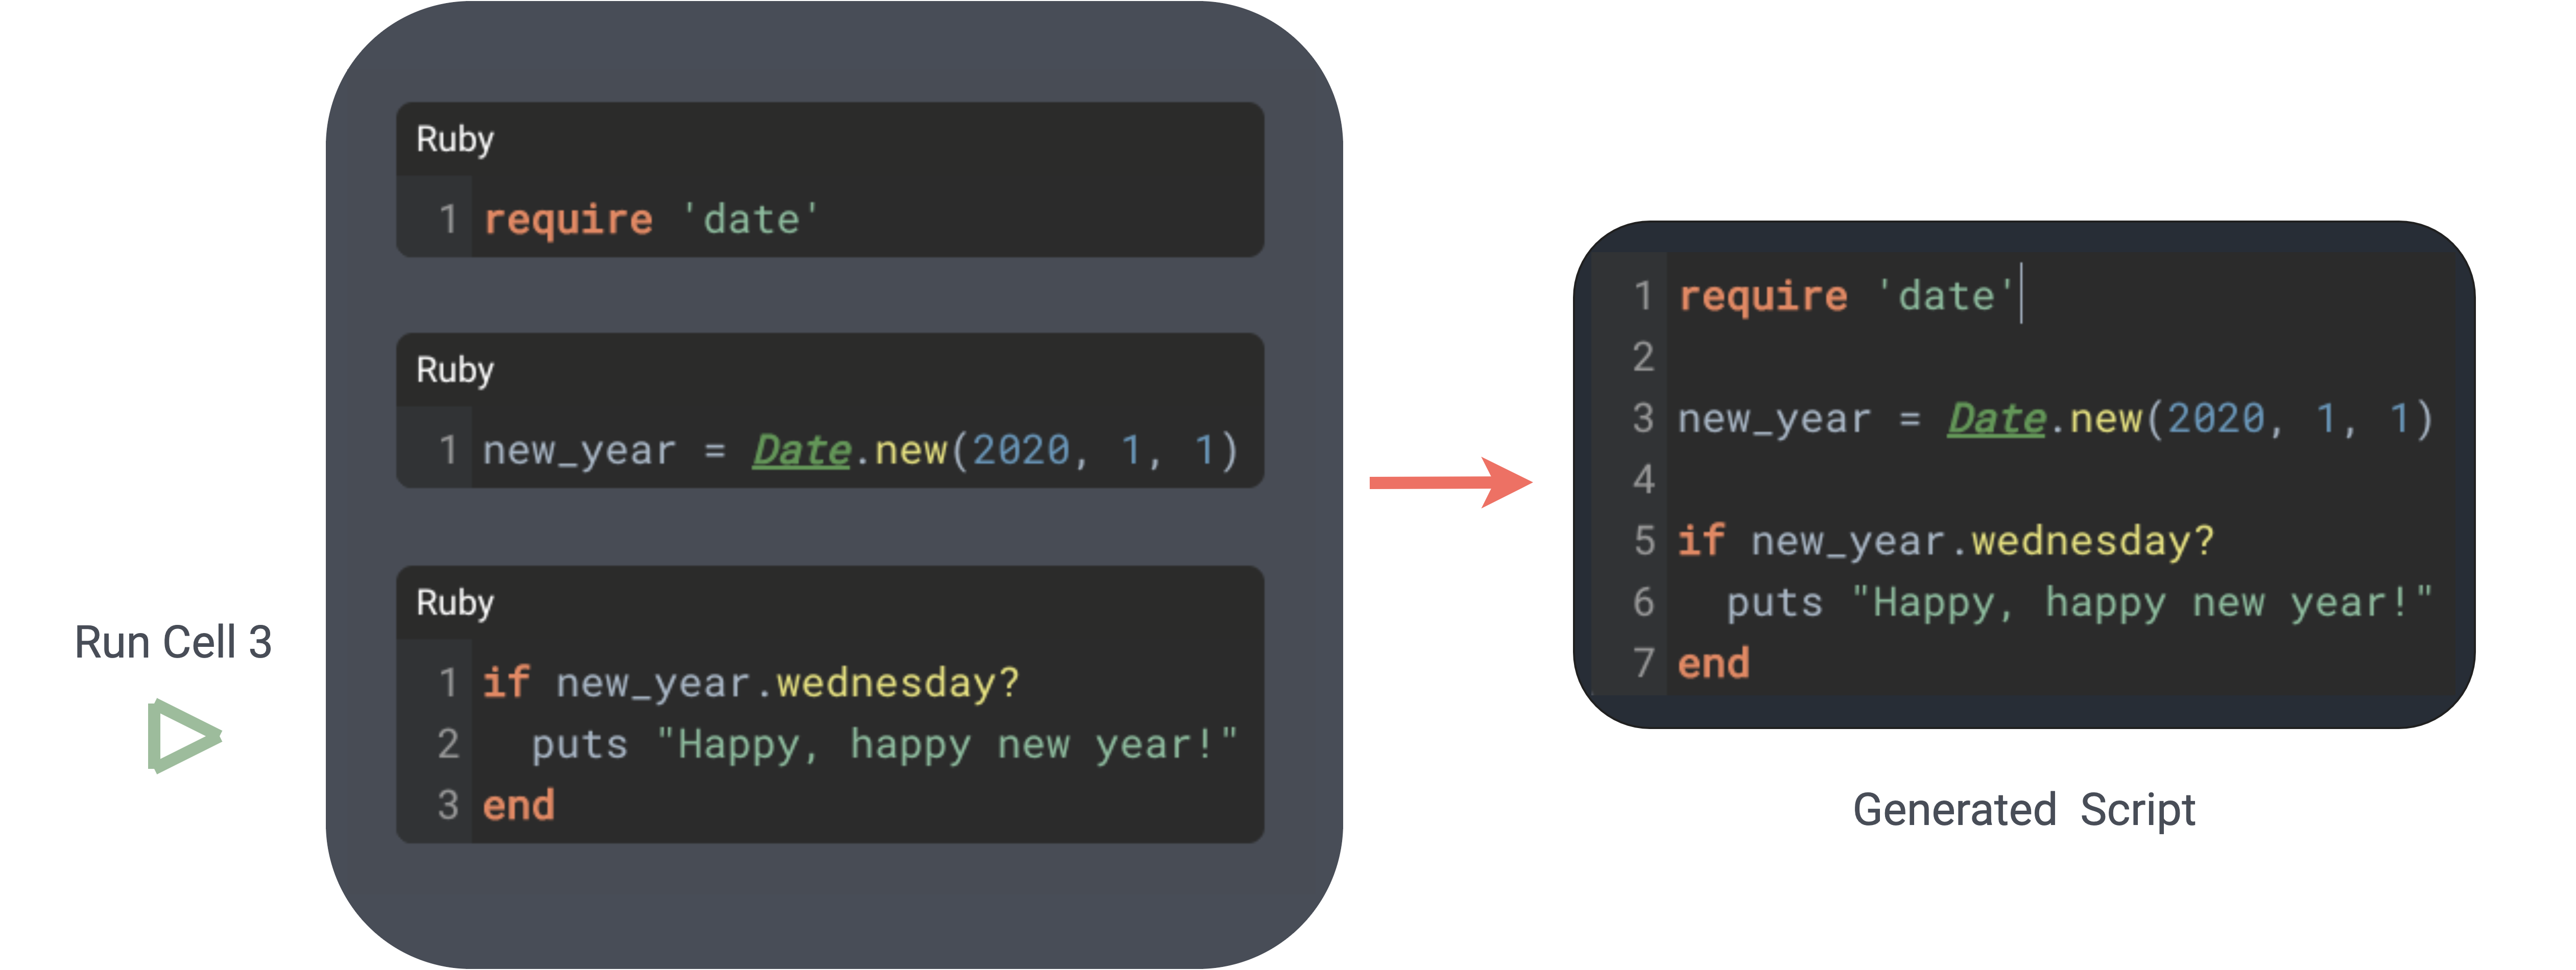 Ruby
1 require 'date'
Ruby
1 new_year = Date.new(2020, 1, 1)
Ruby
1 if new_year.wednesday?
2   puts "Happy, happy new year!"
3 end
Run Cell 3
1 require 'date'
2
3 new_year = Date.new(2020, 1, 1)
4
5 if new_year.wednesday?
6   puts "Happy, happy new year!"
7 end
Generated Script